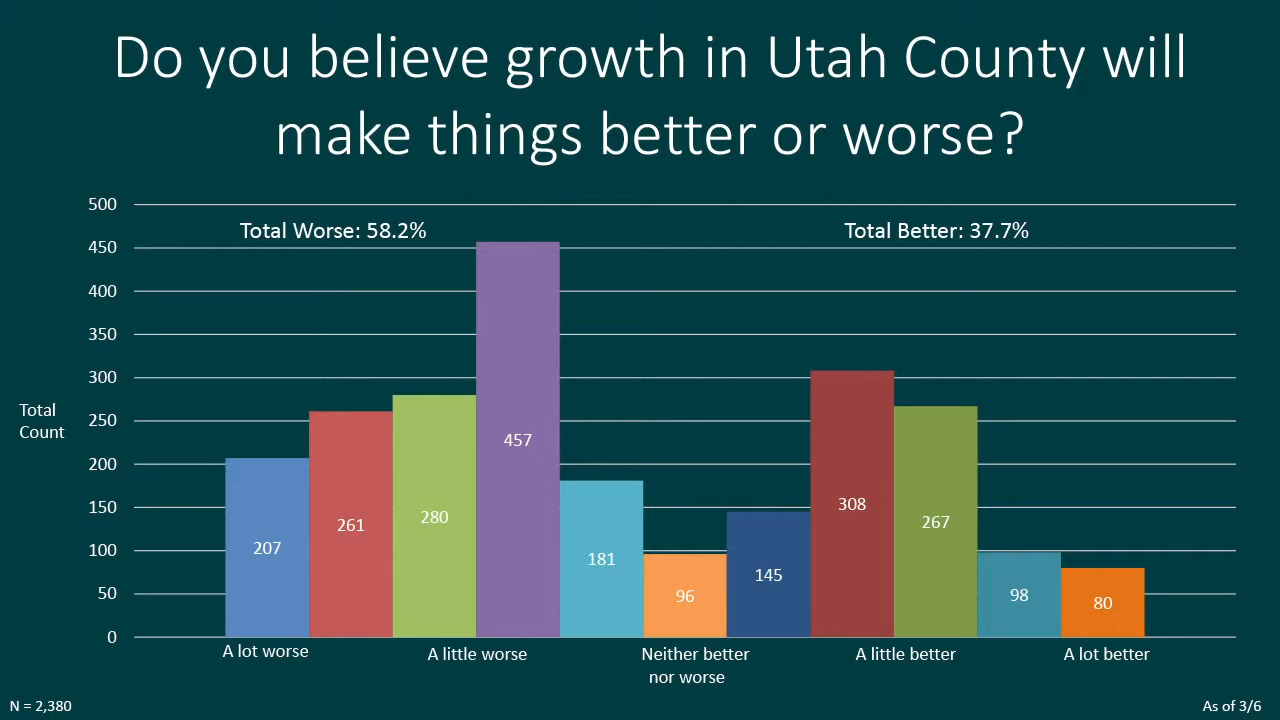 Do you believe growth in Utah County will
make things better or worse?
500
Total Worse: 58.2%
Total Better: 37.7%
450
400
350
300
Total
Count
250
200
150
100
50
0
207
261
280
457
181
96
145
308
267
98
80
A lot worse
A little worse
Neither better
nor worse
A little better
A lot better
N = 2,380
As of 3/6